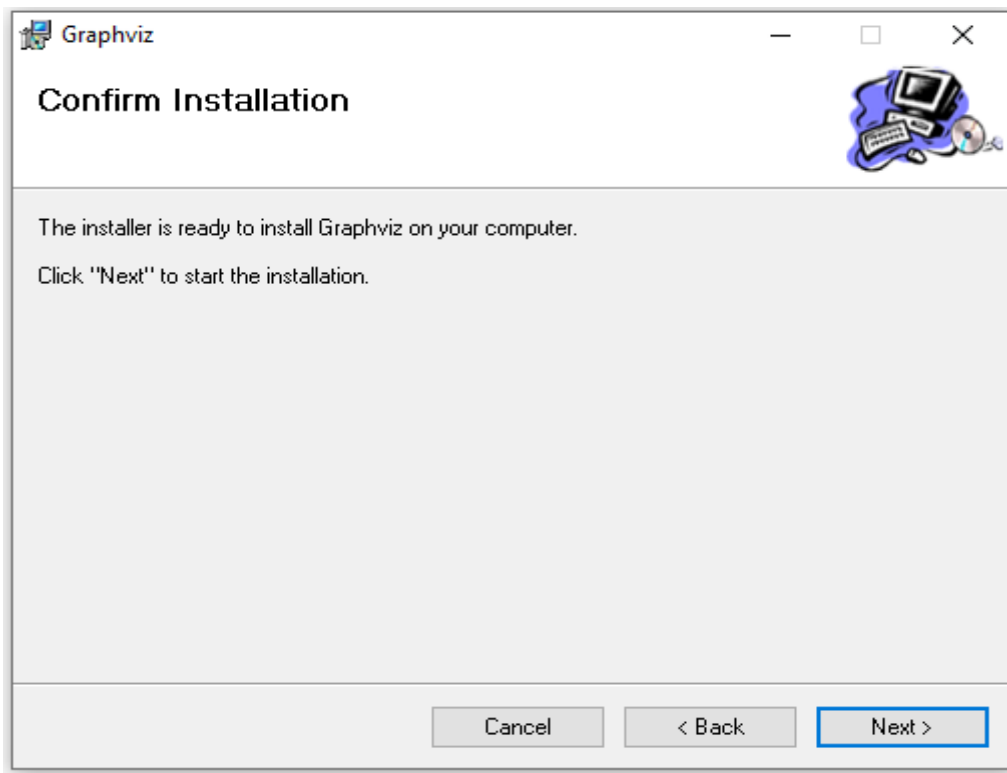 Graphviz
Confirm Installation
The installer is ready to install Graphviz on your computer.
Click "Next" to start the installation.
Cancel
< Back
Next >